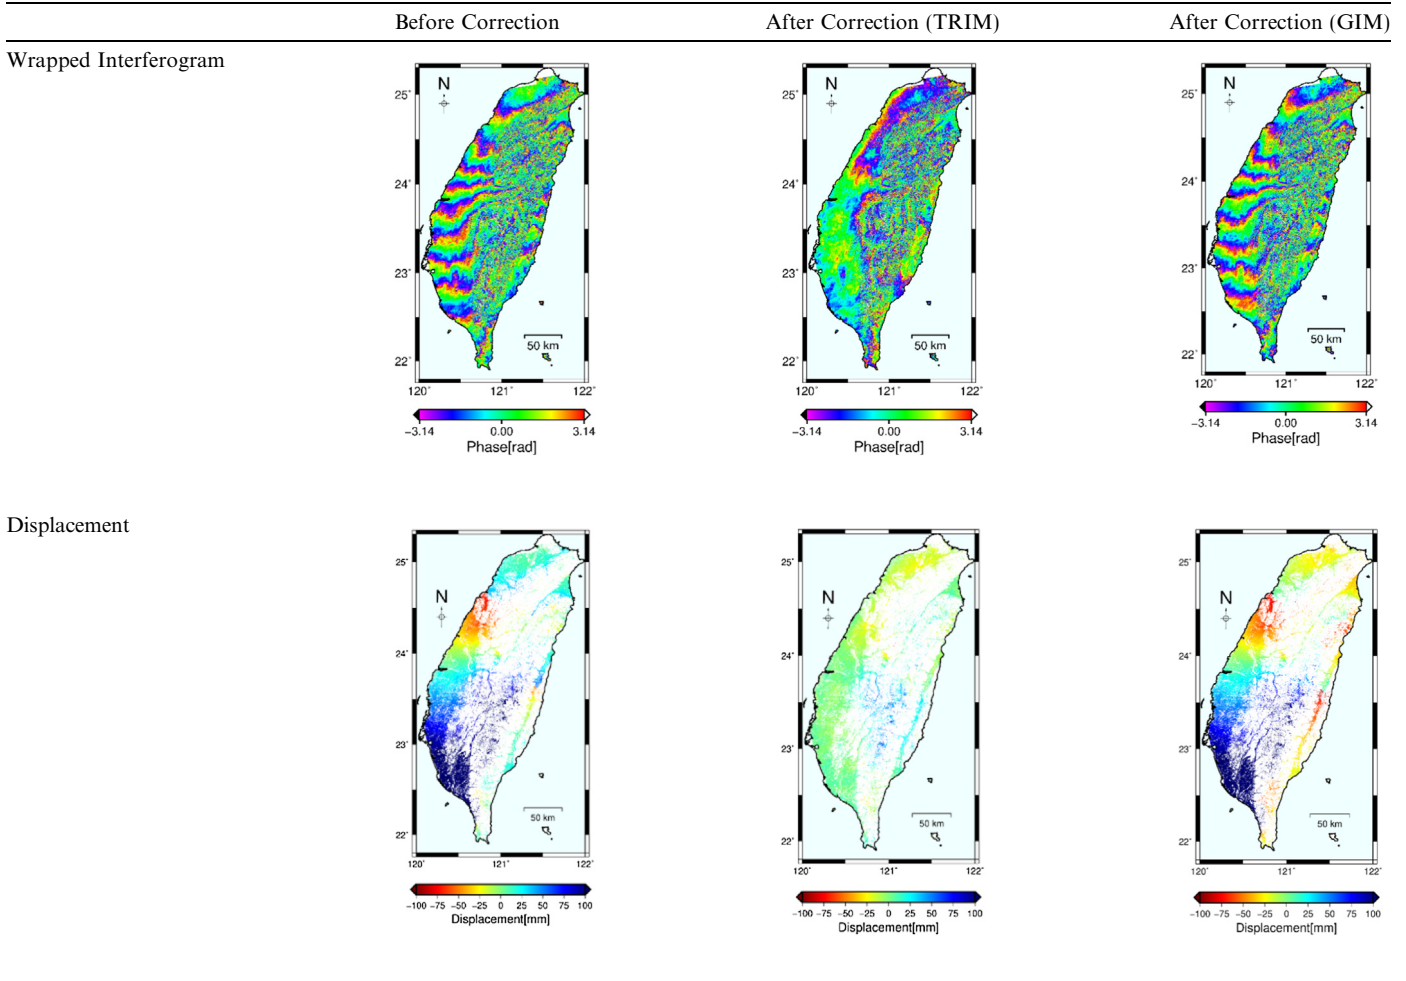 Before Correction After Correction (TRIM) After Correction (GIM)
Wrapped Interferogram
N
25°
24°
23°
22°
50 km
120° 121° 122°
−3.14 0.00 3.14
Phase[rad]
N
25°
24°
23°
22°
50 km
120° 121° 122°
−3.14 0.00 3.14
Phase[rad]
N
25°
24°
23°
22°
50 km
120° 121° 122°
−3.14 0.00 3.14
Phase[rad]
Displacement
25°
N
24°
23°
22°
50 km
120° 121° 122°
−100 −75 −50 −25 0 25 50 75 100
Displacement[mm]
25°
N
24°
23°
22°
50 km
120° 121° 122°
−100 −75 −50 −25 0 25 50 75 100
Displacement[mm]
25°
N
24°
23°
22°
50 km
120° 121° 122°
−100 −75 −50 −25 0 25 50 75 100
Displacement[mm]